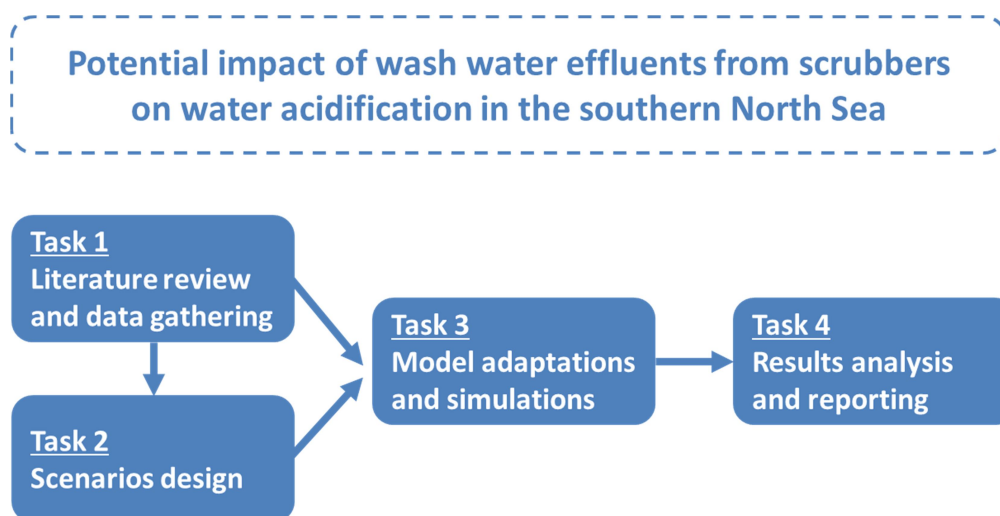 Potential impact of wash water effluents from scrubbers
on water acidification in the southern North Sea
Task 1
Literature review
and data gathering
Task 2
Scenarios design
Task 3
Model adaptations
and simulations
Task 4
Results analysis
and reporting